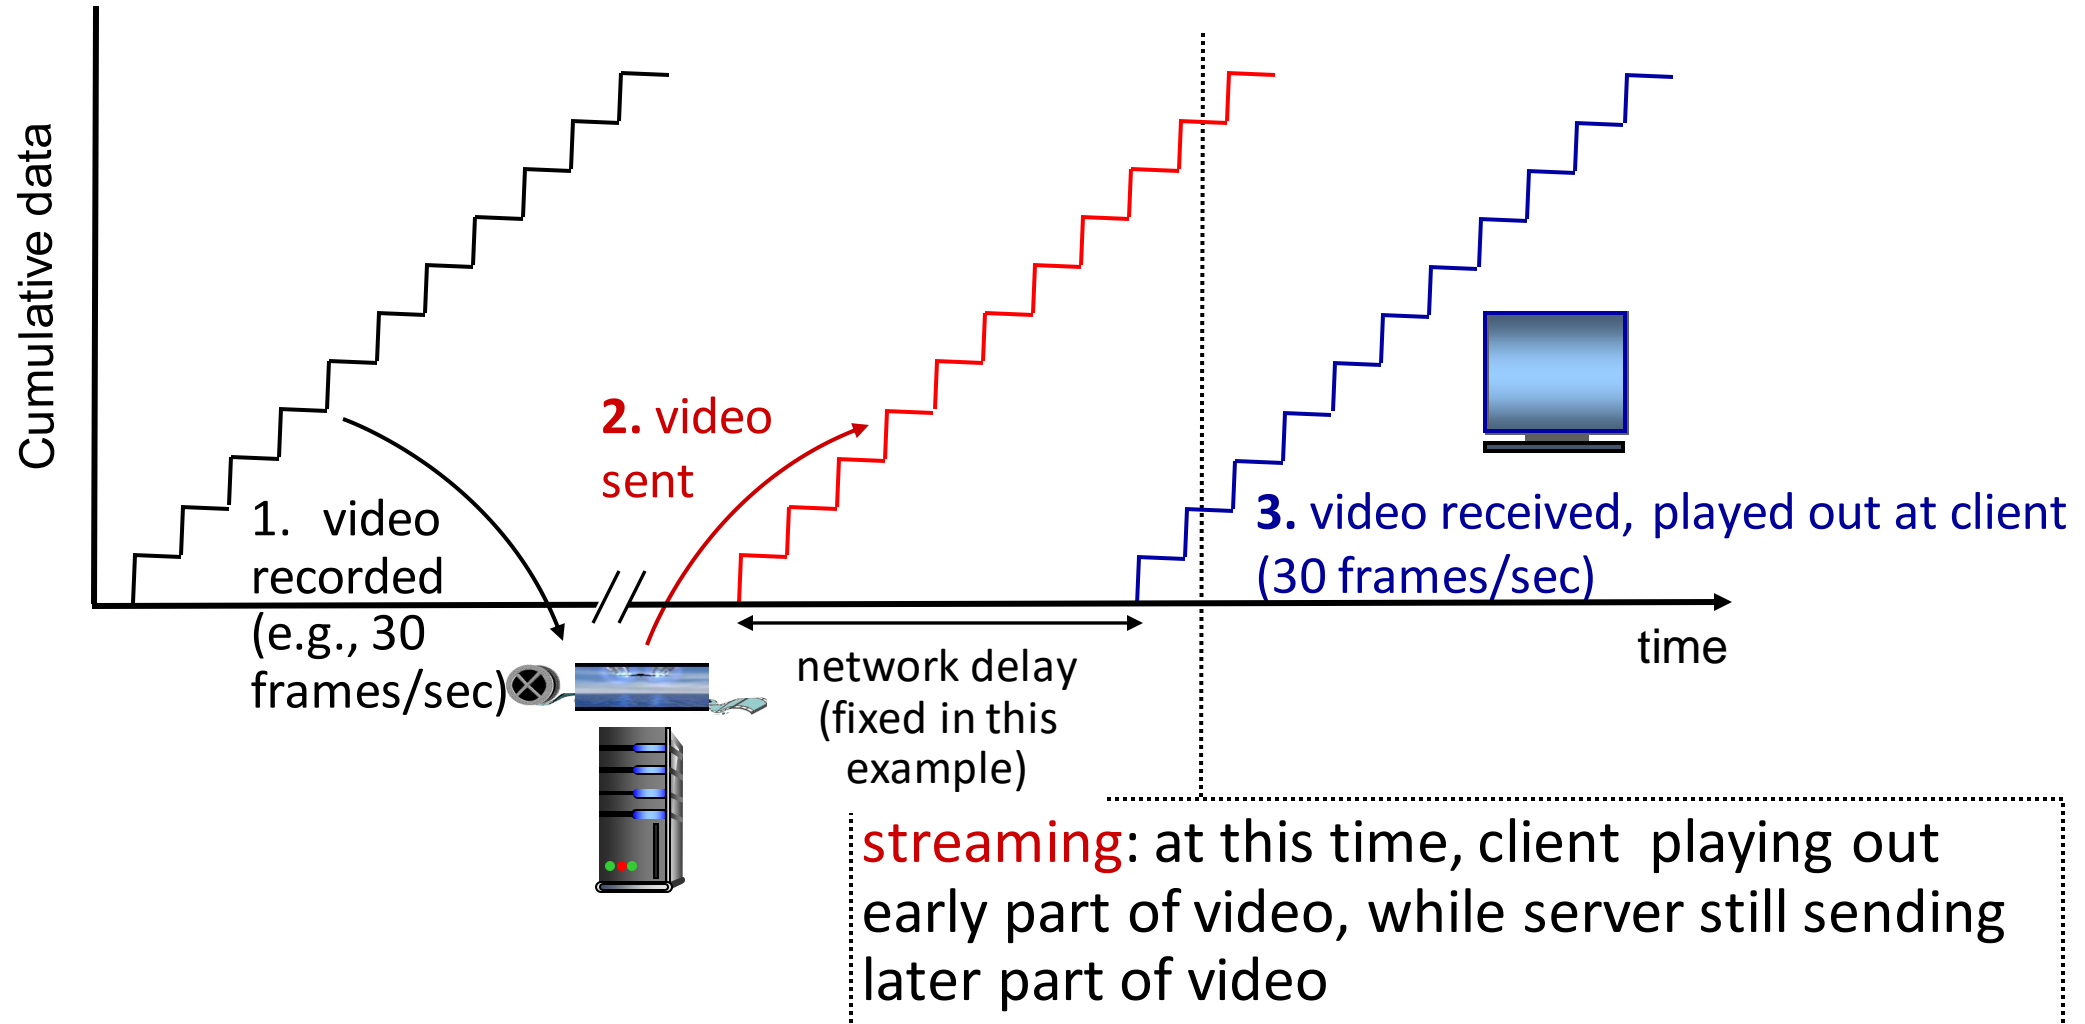 Cumulative data
1. video
recorded
(e.g., 30
frames/sec)
2. video
sent
3. video received, played out at client
(30 frames/sec)
time
network delay
(fixed in this
example)
streaming: at this time, client playing out
early part of video, while server still sending
later part of video